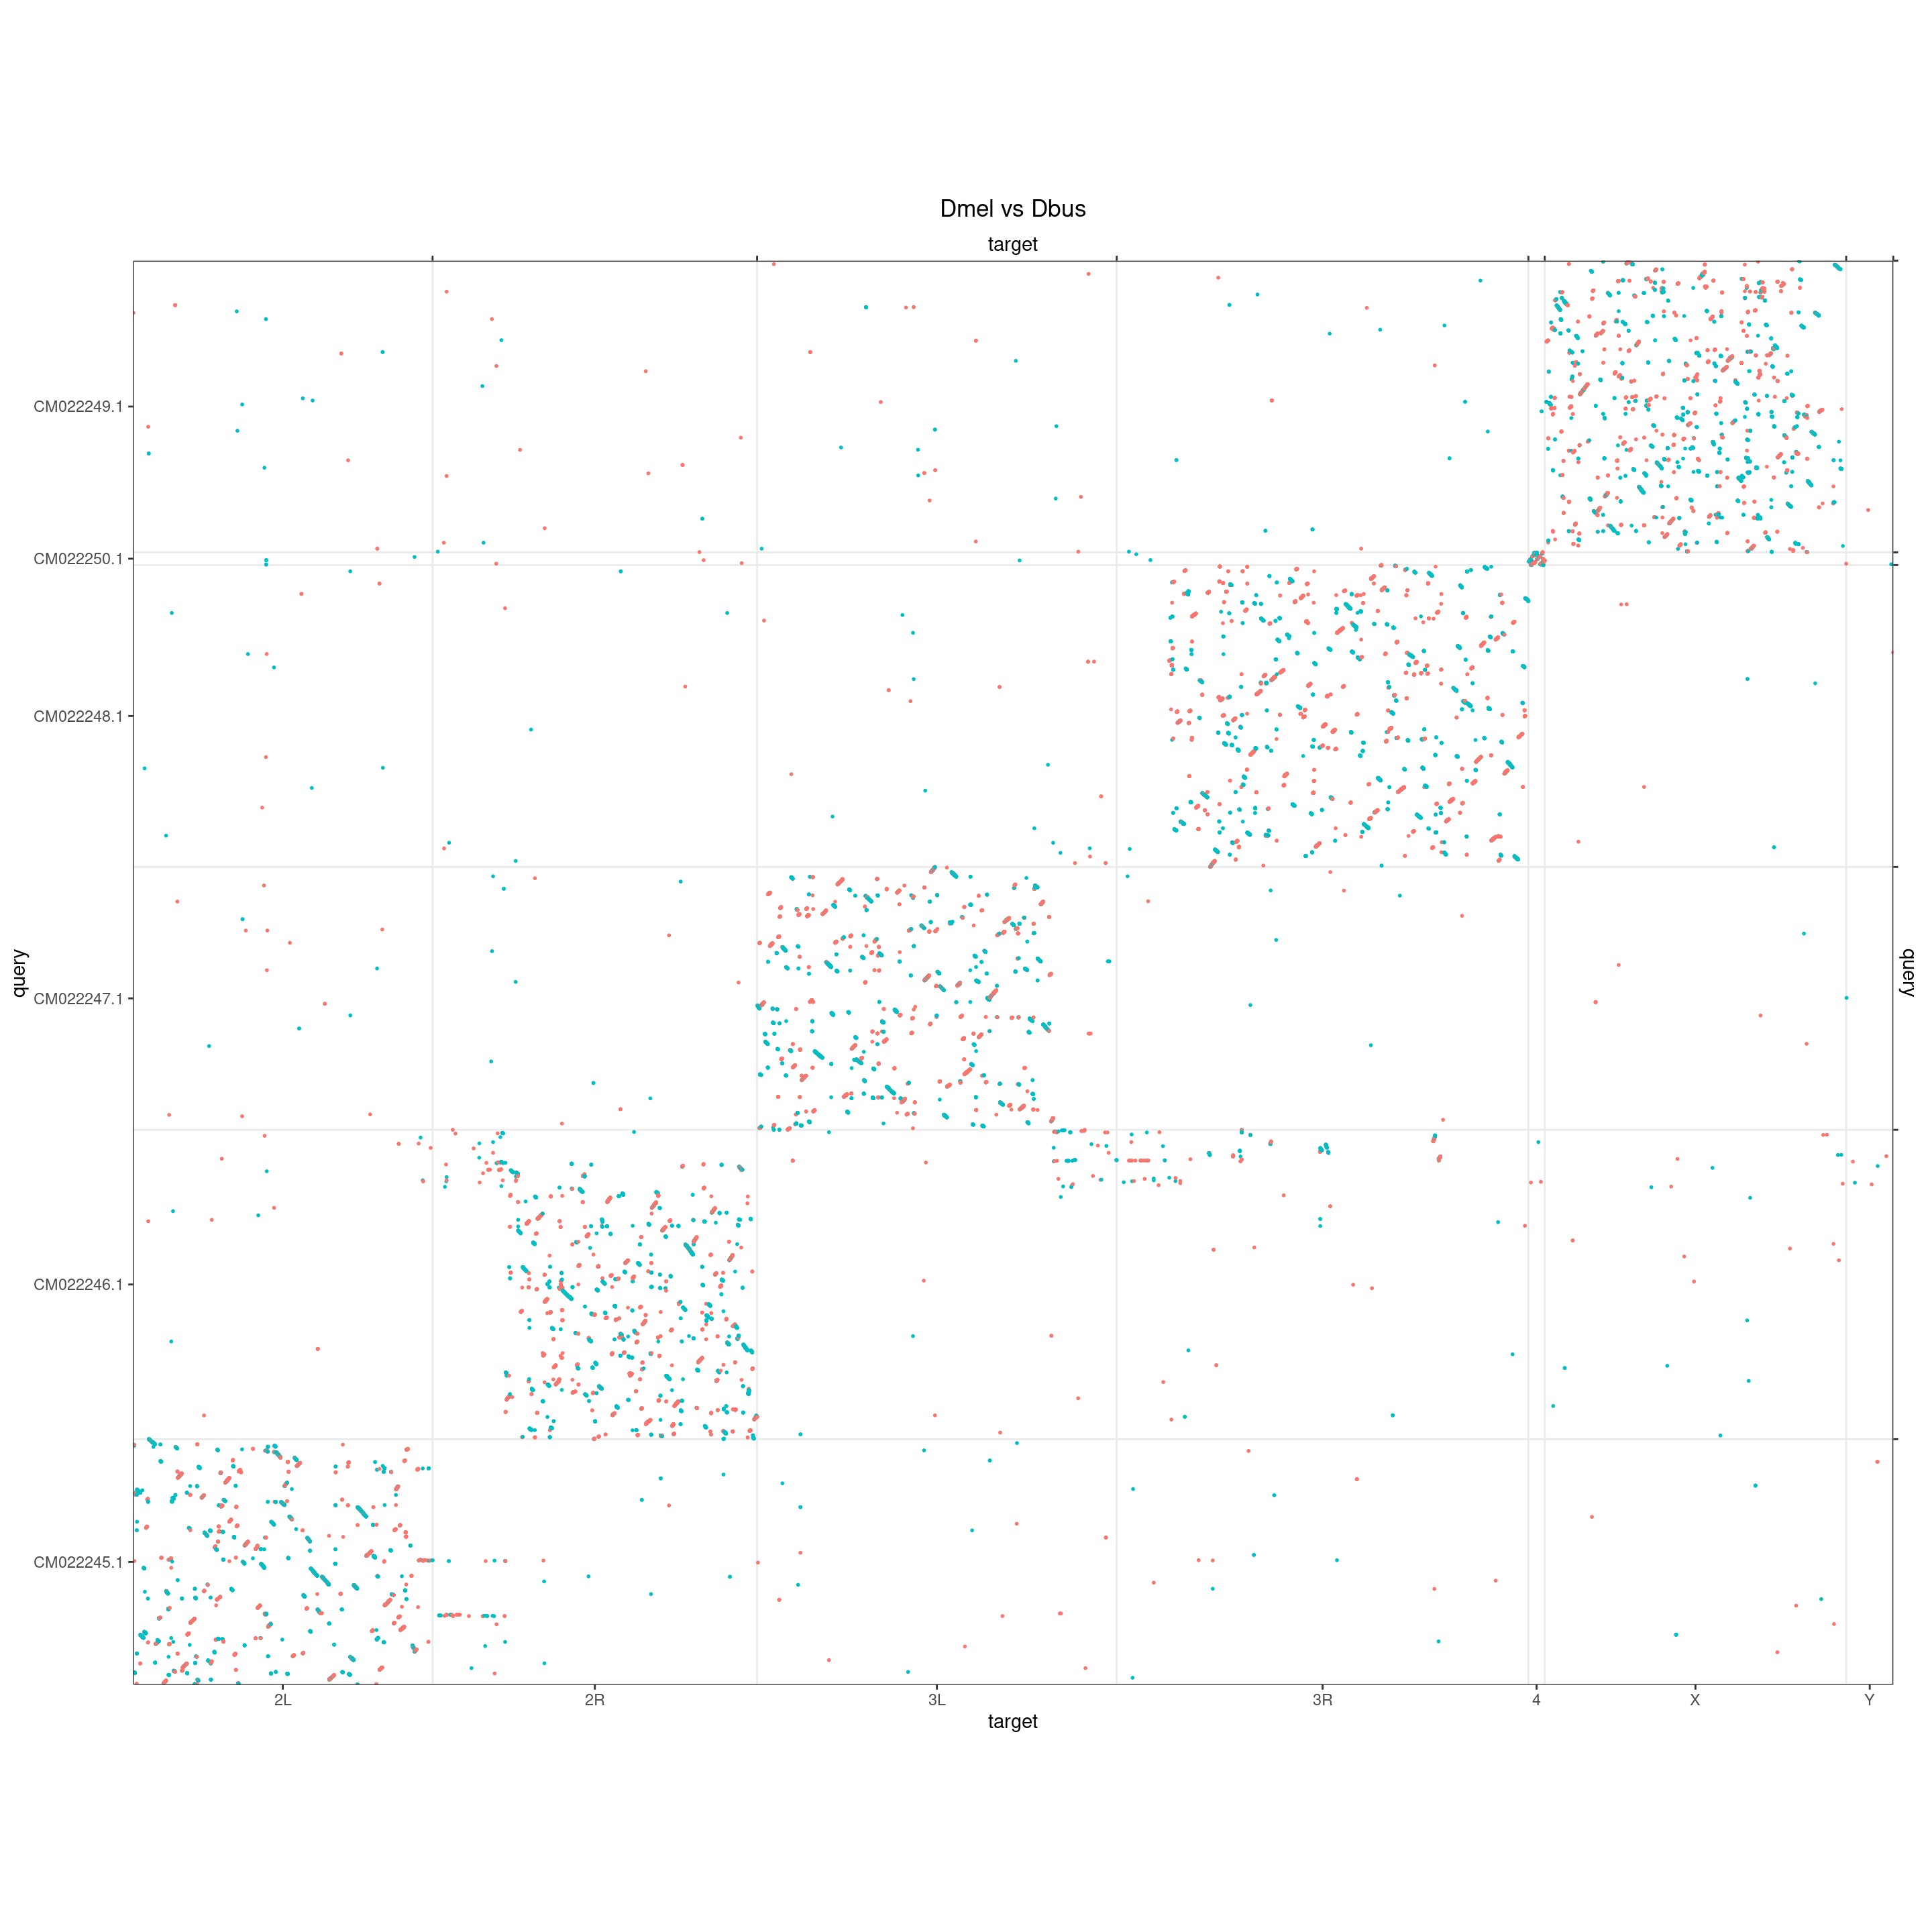 Dmel vs Dbus
target
CM022249.1
CM022250.1
CM022248.1
CM022247.1
CM022246.1
CM022245.1
query
query
2L 2R 3L 3R 4 X Y
target